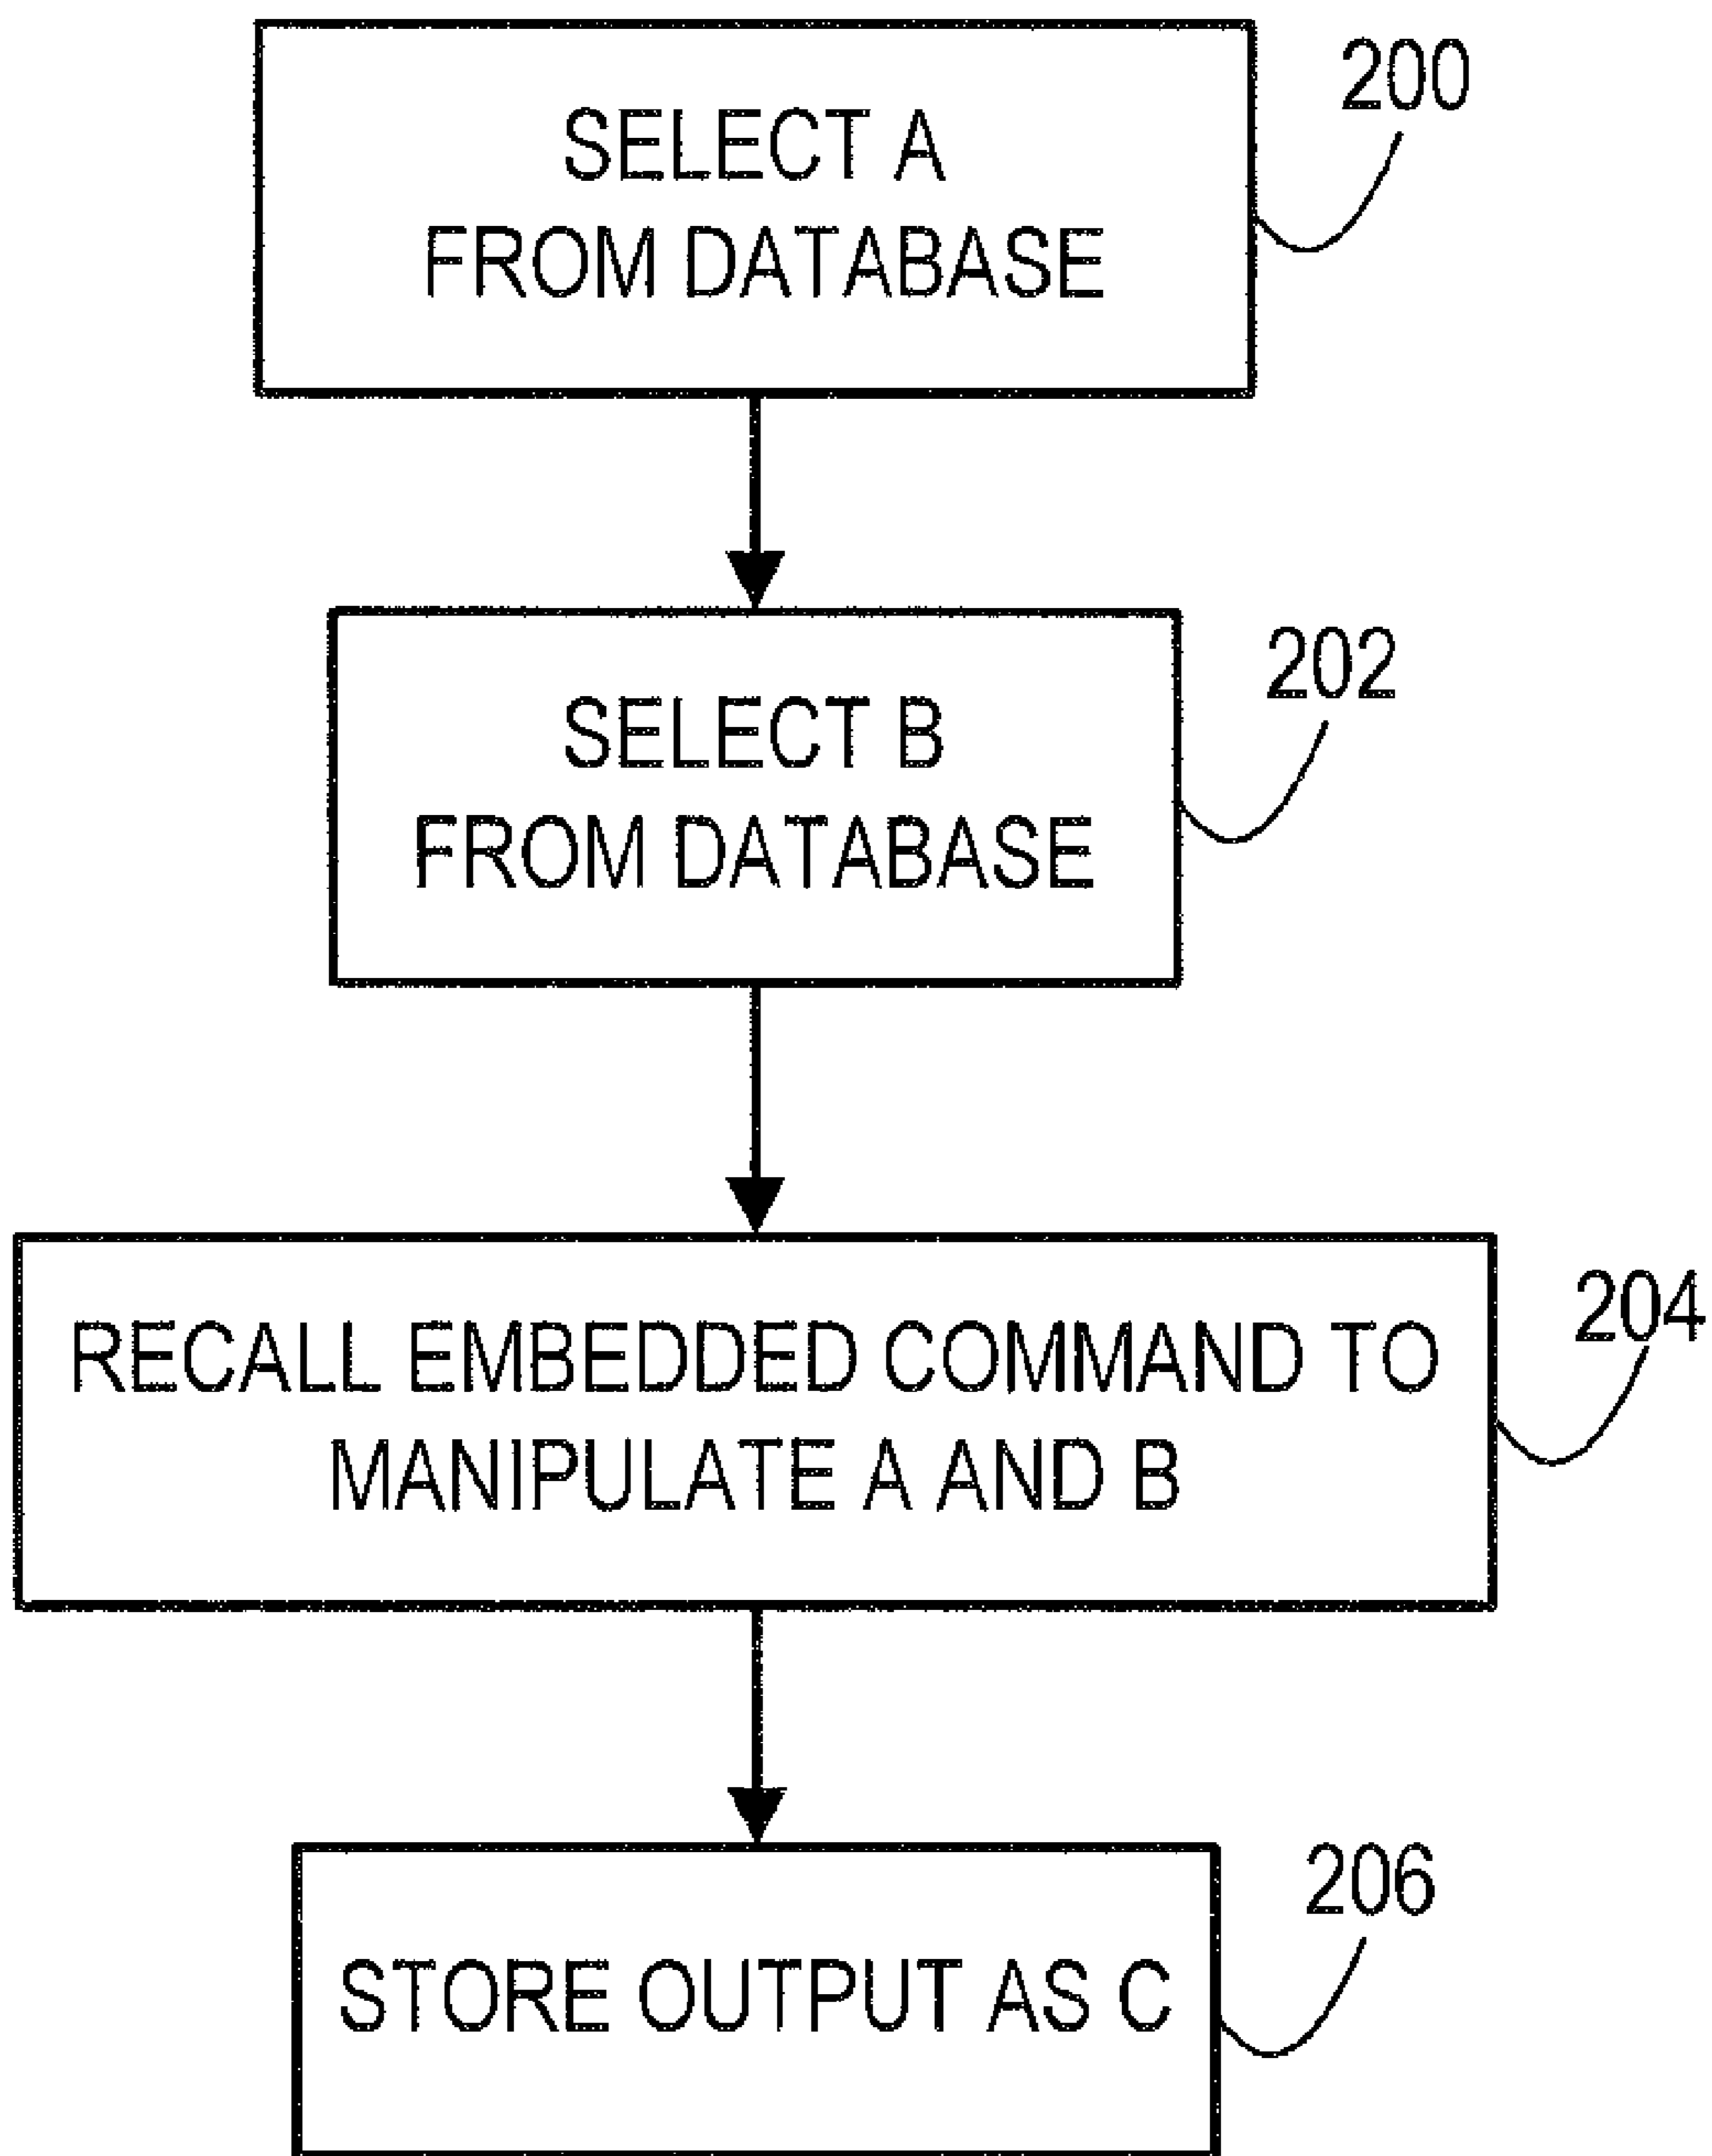 SELECT A
FROM DATABASE
200
SELECT B
FROM DATABASE
202
RECALL EMBEDDED COMMAND TO
MANIPULATE A AND B
204
STORE OUTPUT AS C
206